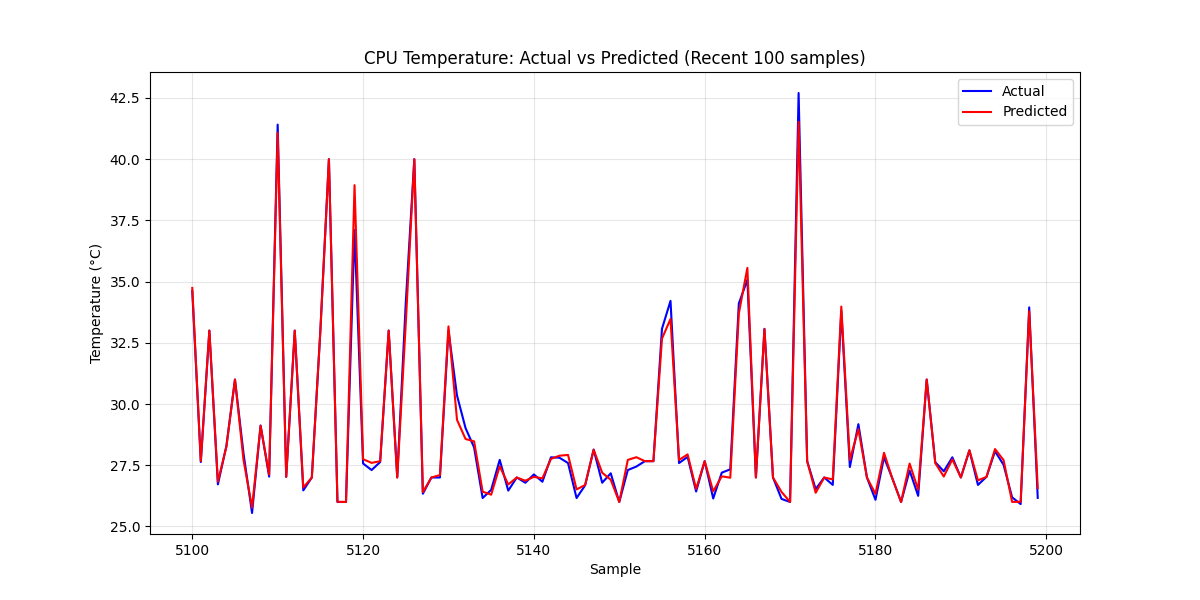 CPU Temperature: Actual vs Predicted (Recent 100 samples)
Actual
Predicted
Temperature (°C)
42.5
40.0
37.5
35.0
32.5
30.0
27.5
25.0
5100 5120 5140 5160 5180 5200
Sample